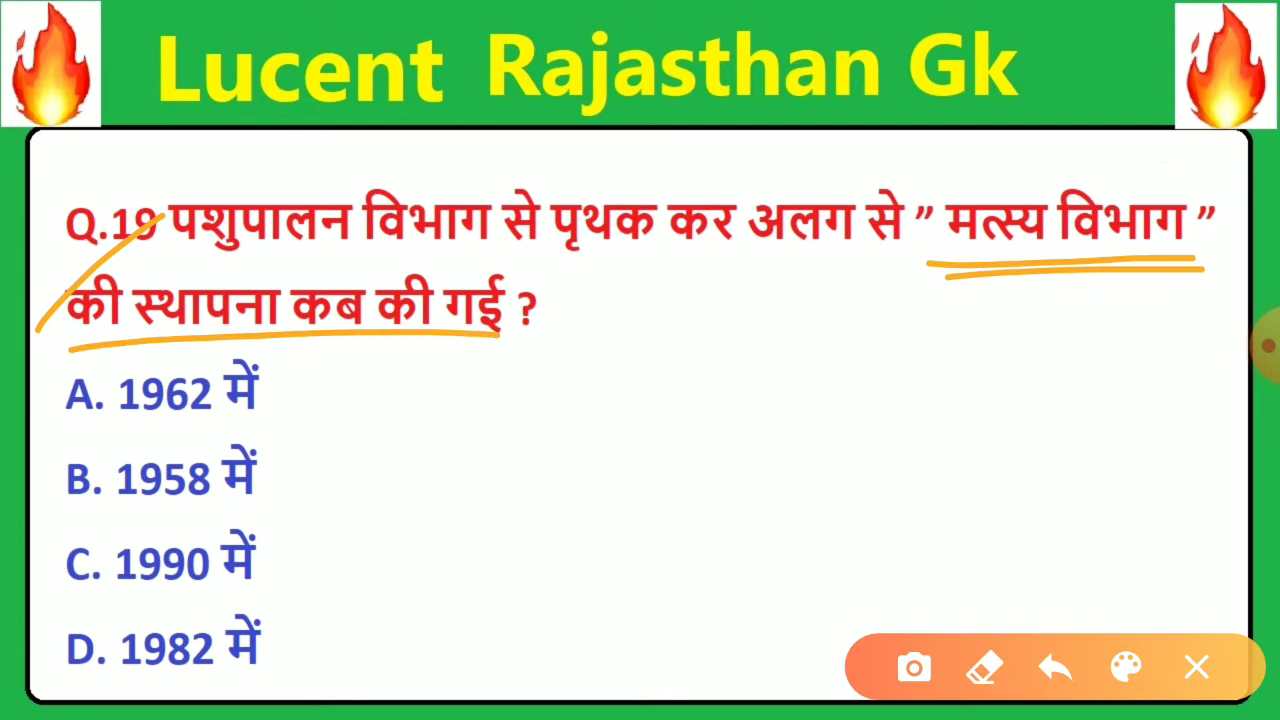 Lucent Rajasthan Gk
Q.19 पशुपालन विभाग से पृथक कर अलग से ” मत्स्य विभाग ”
की स्थापना कब की गई ?
A. 1962 में
B. 1958 में
C. 1990 में
D. 1982 में